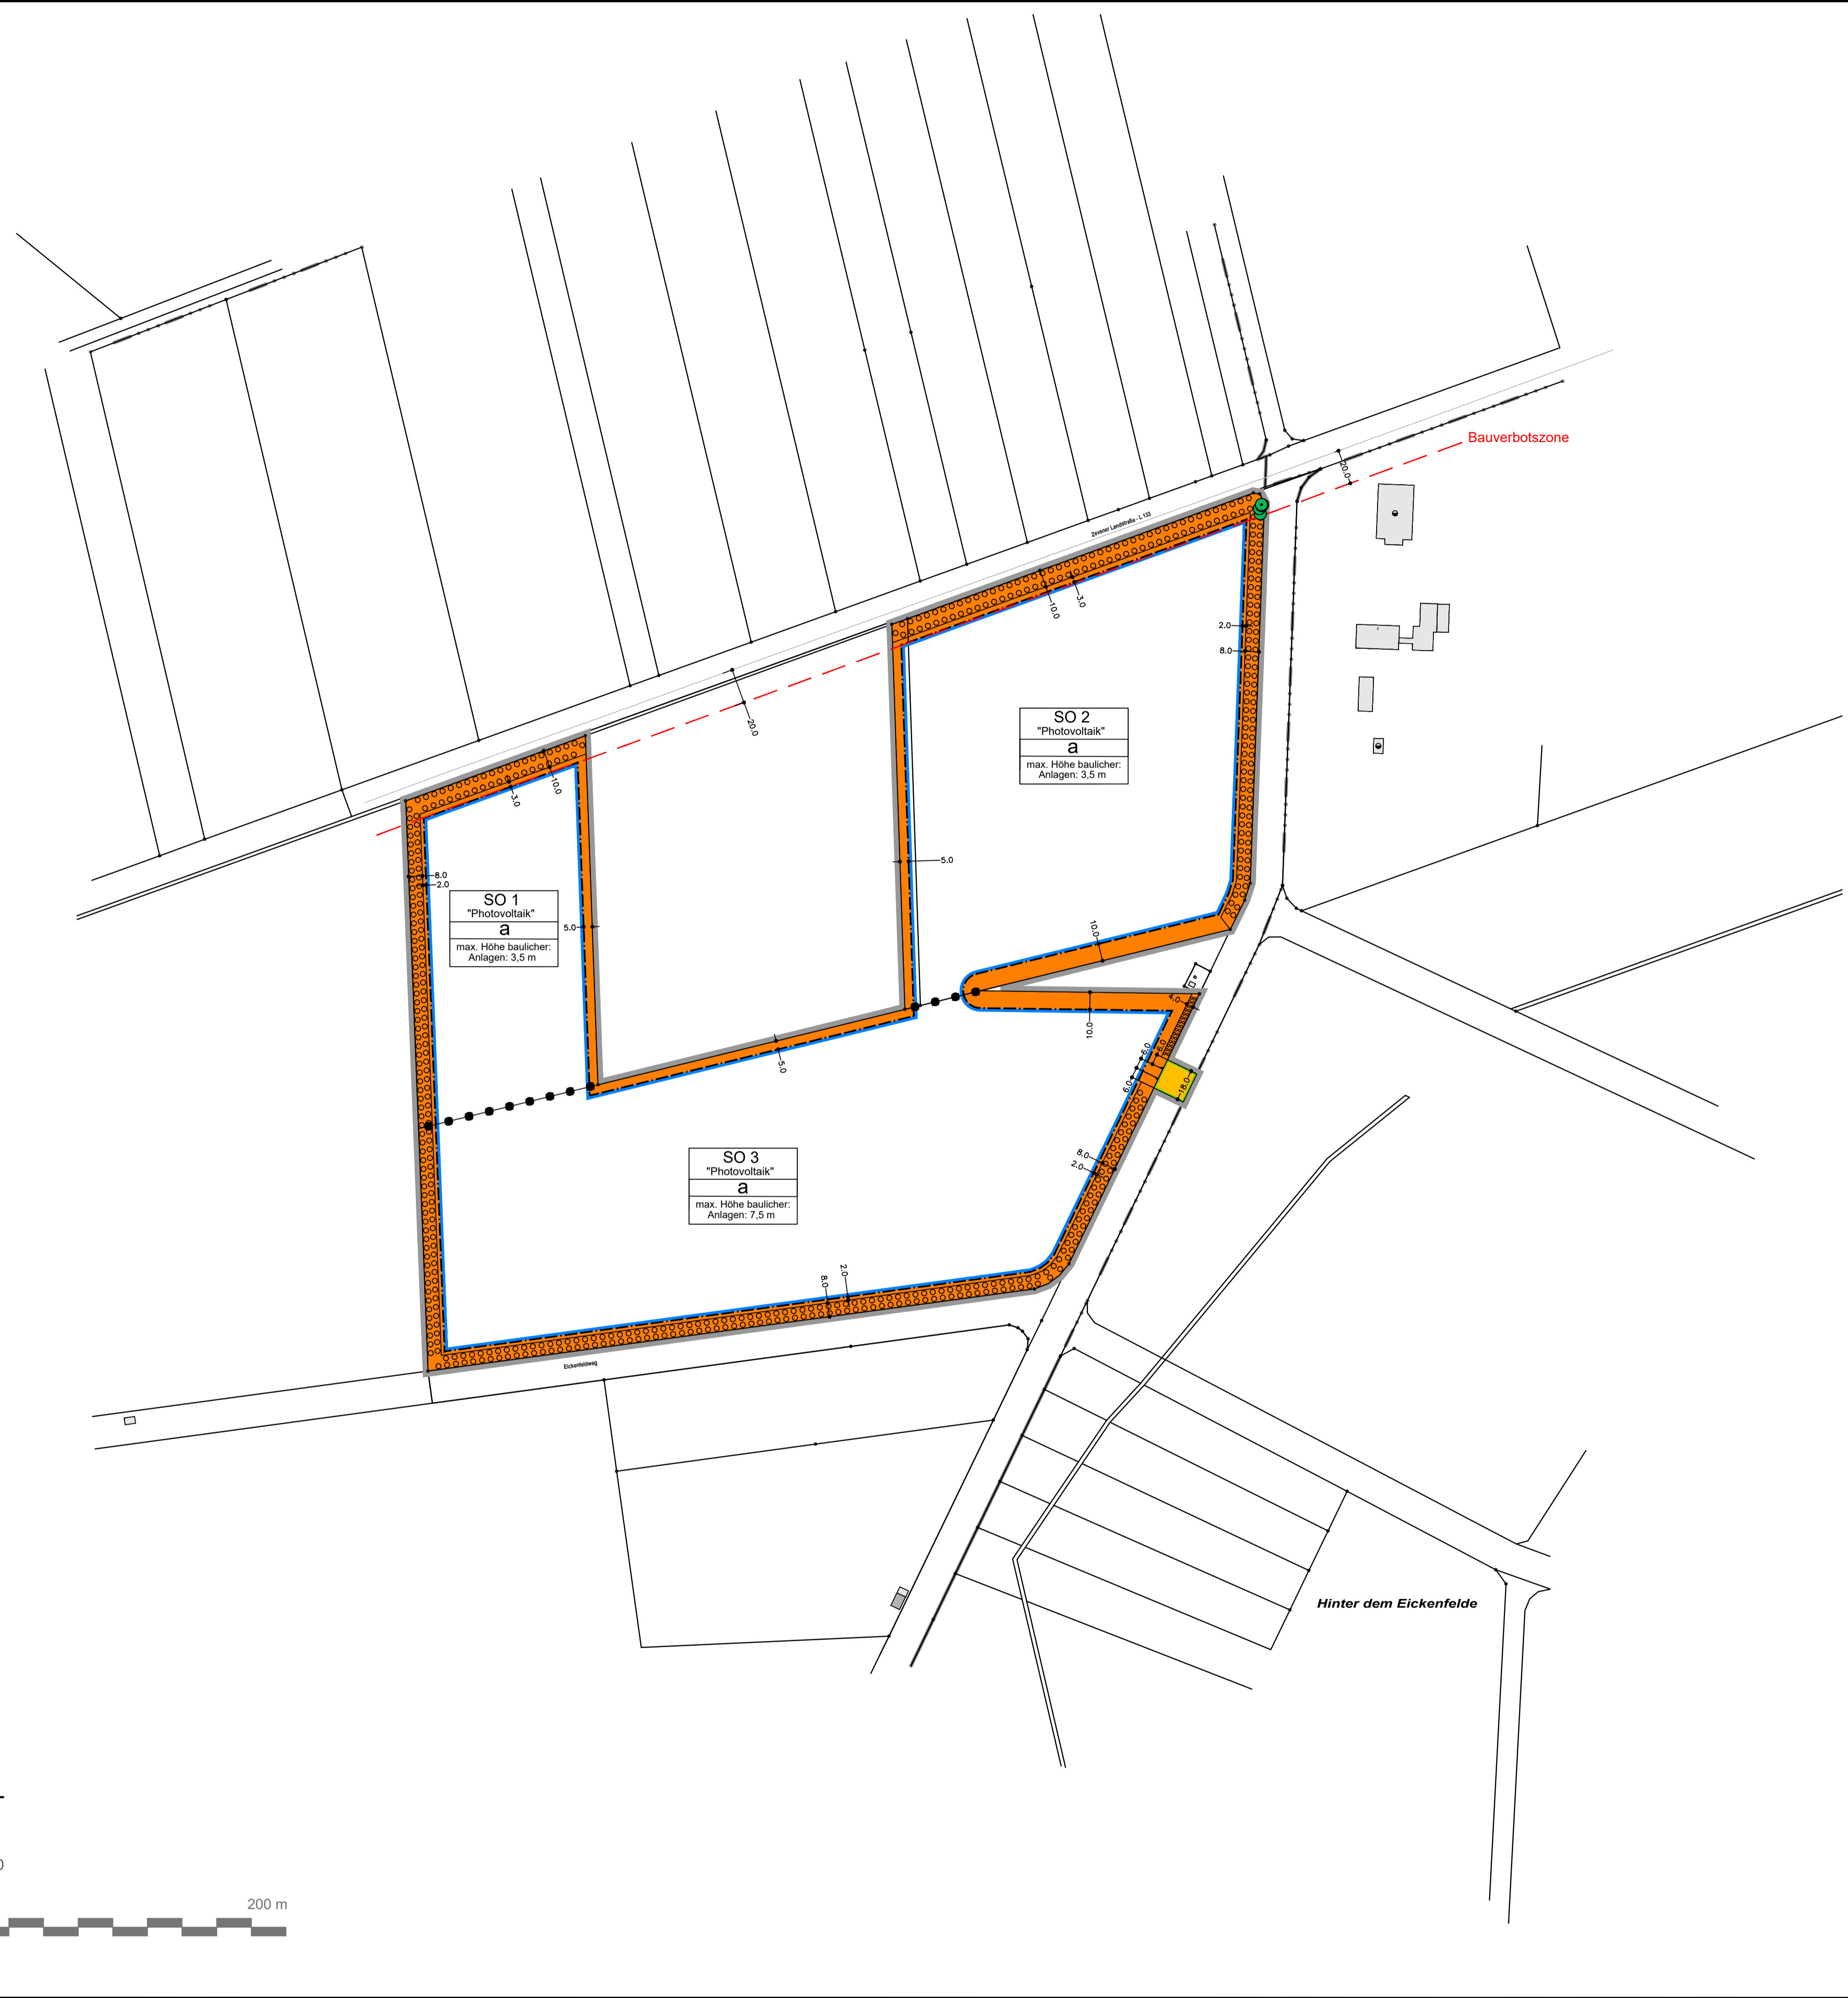 Bauverbotszone
20.0
Zevener Landstraße - L 133
10.0
3.0
2.0
8.0
20.0
SO 2
"Photovoltaik"
a
max. Höhe baulicher:
Anlagen: 3,5 m
10.0
3.0
8.0
2.0
5.0
SO 1
"Photovoltaik"
a
max. Höhe baulicher:
Anlagen: 3,5 m
5.0
10.0
4.0
10.0
5.0
6.0
6.0
6.0
18.0
8.0
2.0
SO 3
"Photovoltaik"
a
max. Höhe baulicher:
Anlagen: 7,5 m
8.0
2.0
Eickenfeldweg
Hinter dem Eickenfelde
200 m